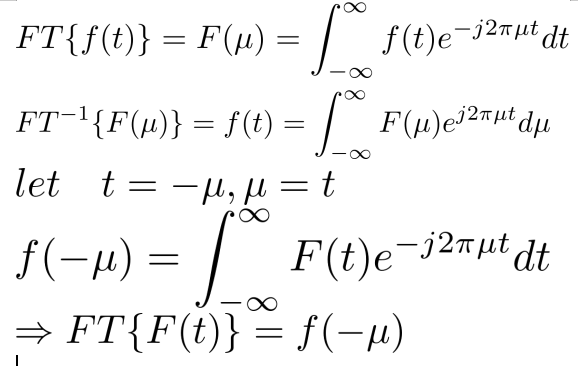 FT{f(t)} = F(μ) = ∫_{-∞}^{∞} f(t)e^{-j2πμt}dt
FT^{-1}{F(μ)} = f(t) = ∫_{-∞}^{∞} F(μ)e^{j2πμt}dμ
let t = -μ, μ = t
f(-μ) = ∫_{-∞}^{∞} F(t)e^{-j2πμt}dt
⇒ FT{F(t)} = f(-μ)